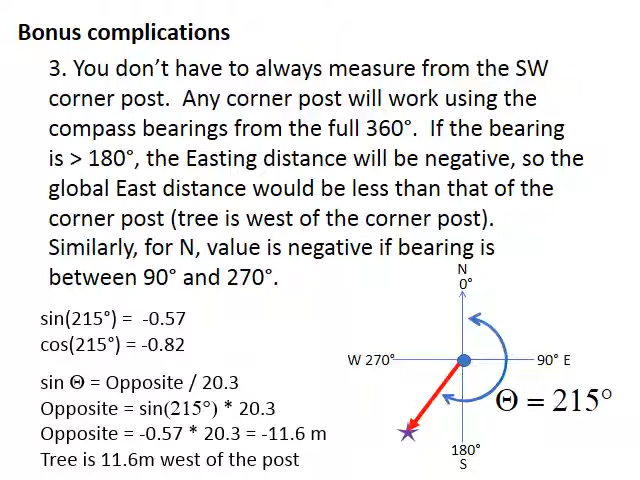 Bonus complications
3. You don't have to always measure from the SW
corner post.  Any corner post will work using the
compass bearings from the full 360°.  If the bearing
is > 180°, the Easting distance will be negative, so the
global East distance would be less than that of the
corner post (tree is west of the corner post).
Similarly, for N, value is negative if bearing is
between 90° and 270°.
N
0°
sin(215°) =  -0.57
cos(215°) = -0.82
W 270°
90° E
sin Θ = Opposite / 20.3
Opposite = sin(215°) * 20.3
Opposite = -0.57 * 20.3 = -11.6 m
Tree is 11.6m west of the post
Θ = 215°
180°
S